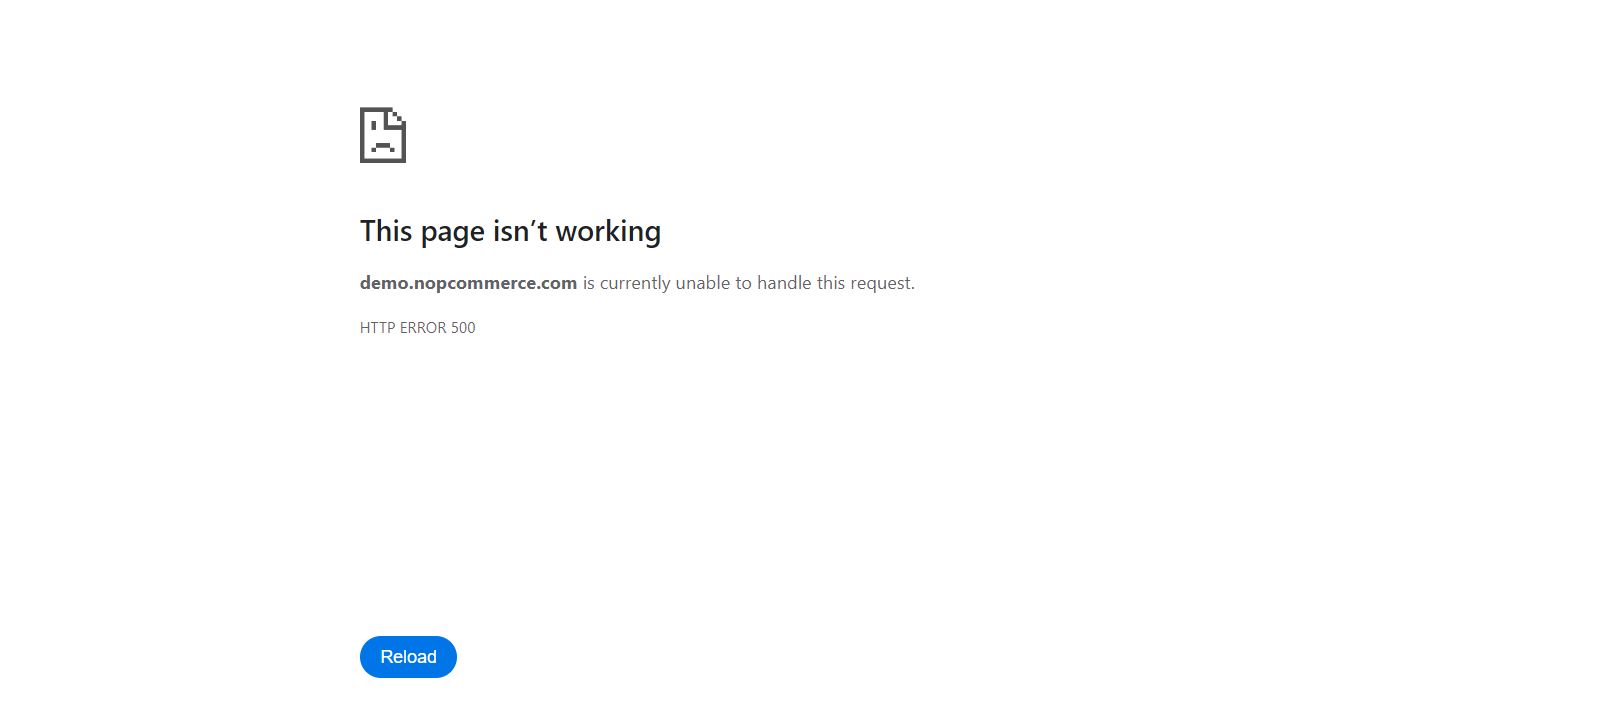 This page isn’t working
demo.nopcommerce.com is currently unable to handle this request.
HTTP ERROR 500
Reload